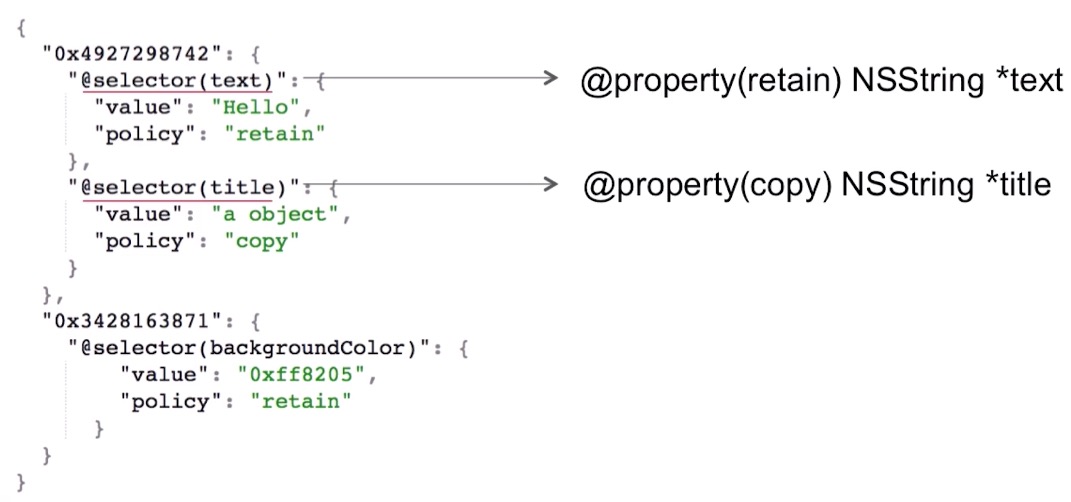 {
"0x4927298742": {
"@selector(text)": { @property(retain) NSString *text
"value": "Hello",
"policy": "retain"
},
"@selector(title)": { @property(copy) NSString *title
"value": "a object",
"policy": "copy"
}
},
"0x3428163871": {
"@selector(backgroundColor)": {
"value": "0xff8205",
"policy": "retain"
}
}
}